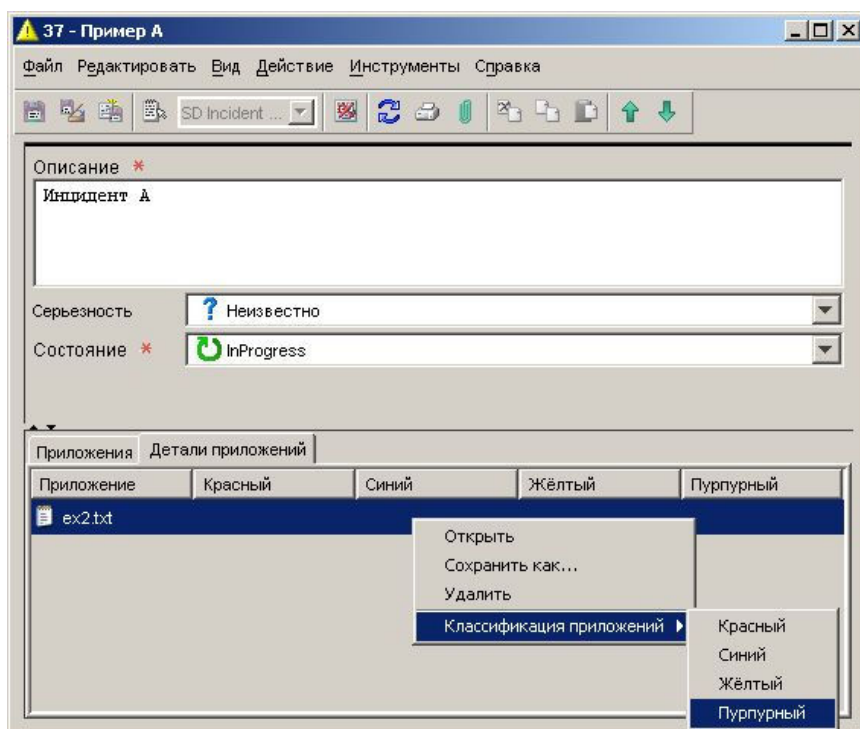 37 - Пример А
Файл Редактировать Вид Действие Инструменты Справка
SD Incident ...
Описание *
Инцидент А
Серьезность ? Неизвестно
Состояние * InProgress
Приложения Детали приложений
Приложение Красный Синий Жёлтый Пурпурный
ex2.txt
Открыть
Сохранить как...
Удалить
Классификация приложений
Красный
Синий
Жёлтый
Пурпурный